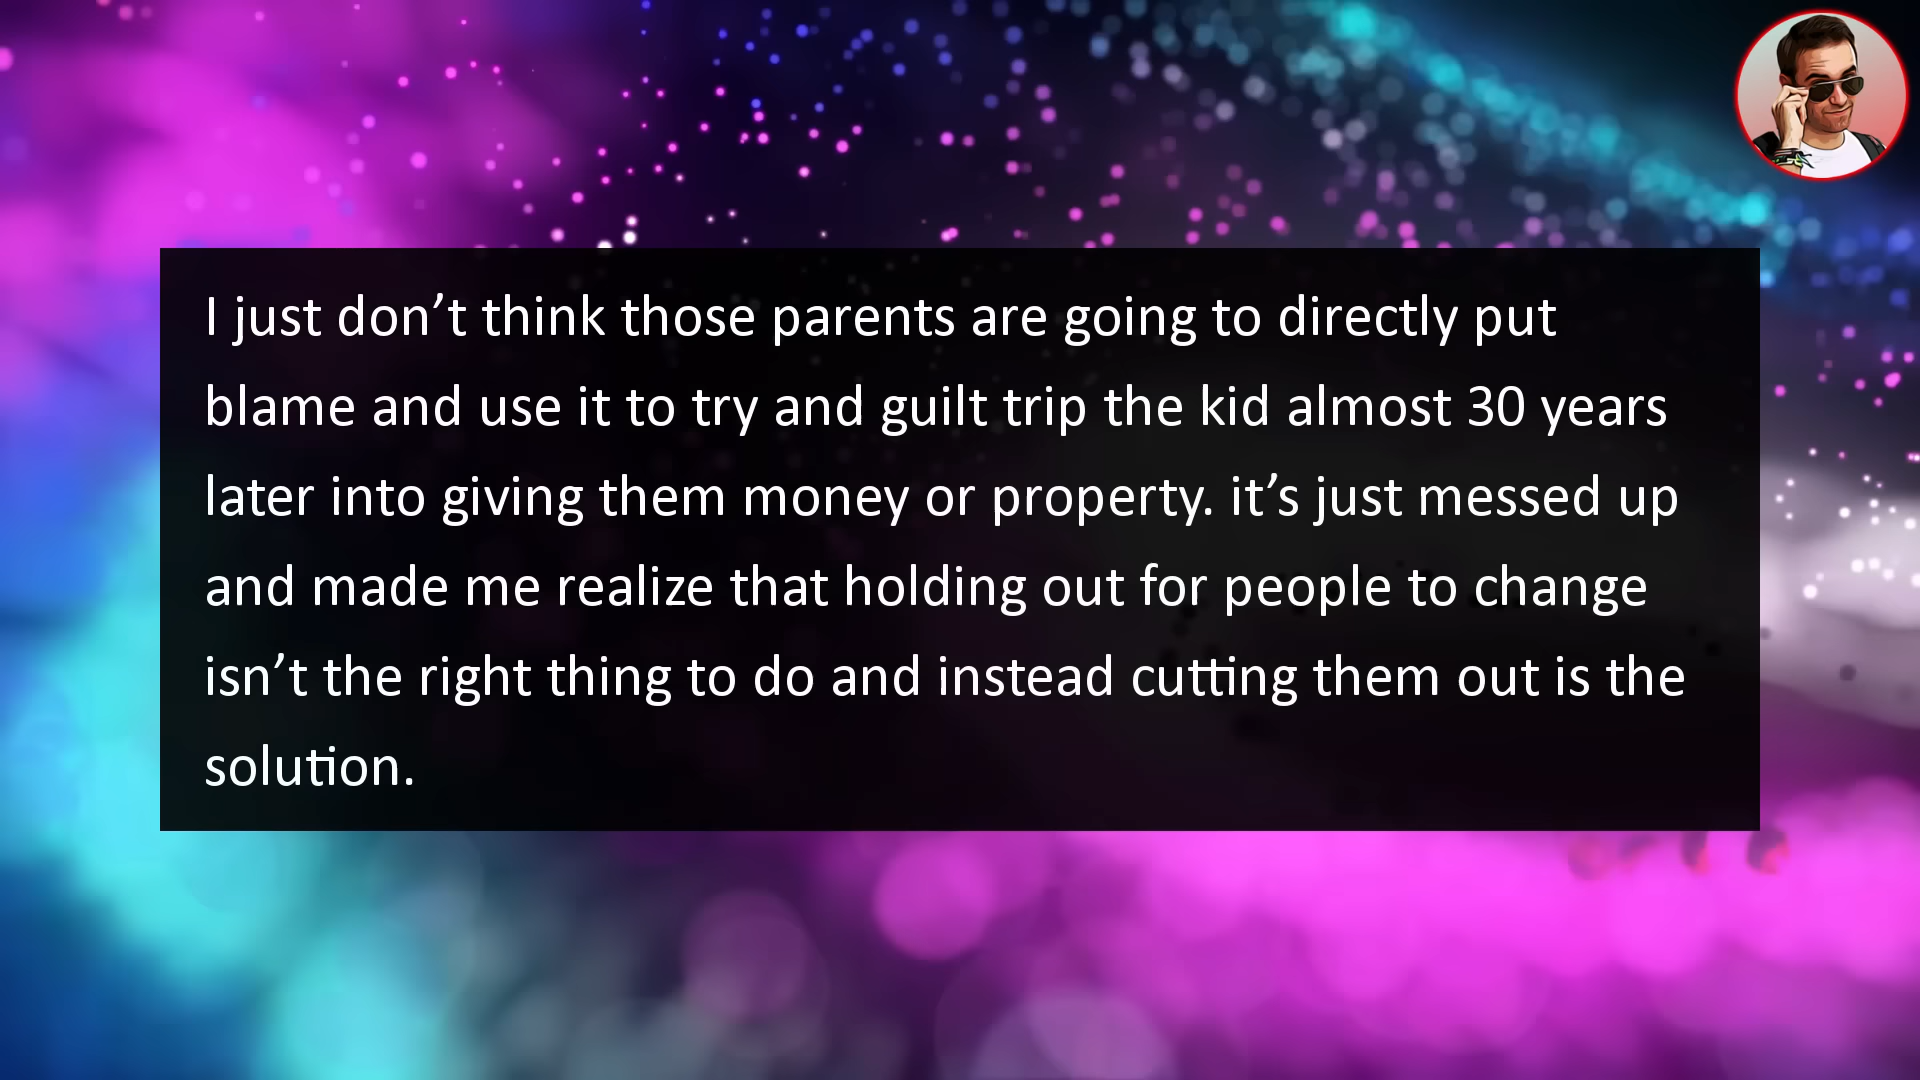 I just don’t think those parents are going to directly put
blame and use it to try and guilt trip the kid almost 30 years
later into giving them money or property. it’s just messed up
and made me realize that holding out for people to change
isn’t the right thing to do and instead cutting them out is the
solution.